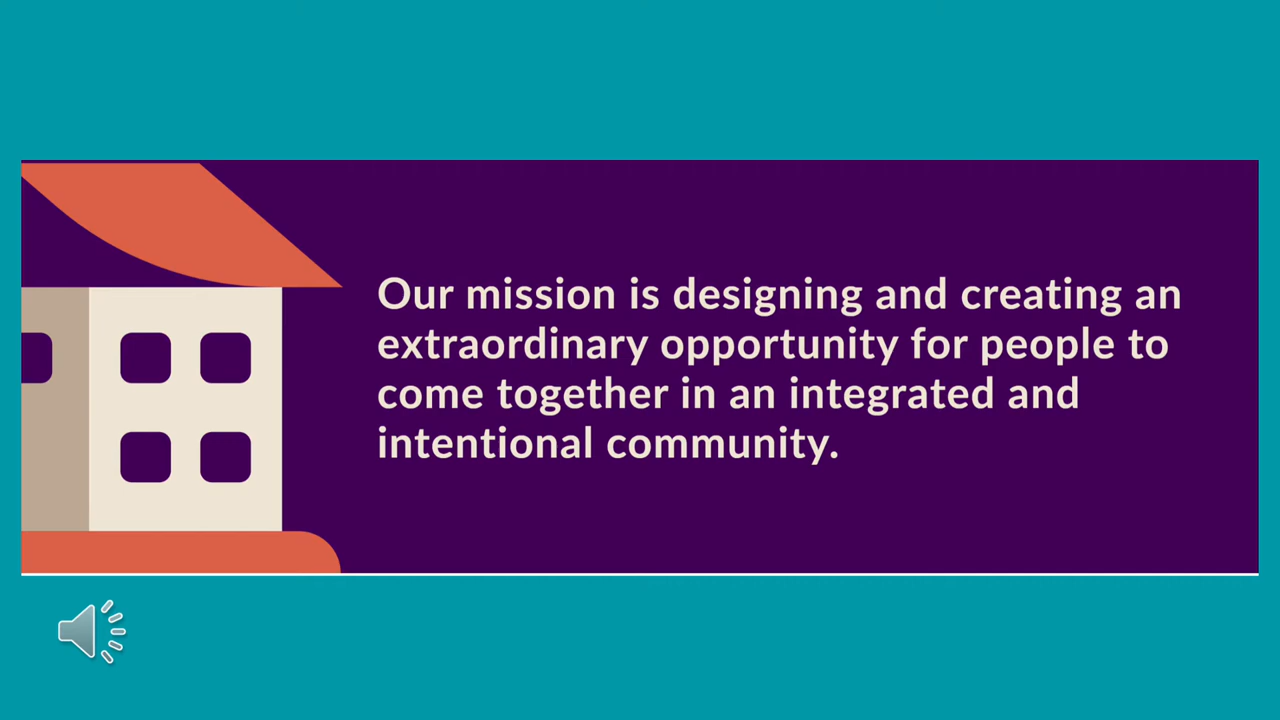 Our mission is designing and creating an
extraordinary opportunity for people to
come together in an integrated and
intentional community.